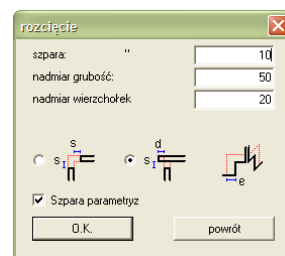 rozcięcie
szpara: " 10
nadmiar grubość: 50
nadmiar wierzchołek 20
s d
s s e
Szpara parametryz
O.K. powrót